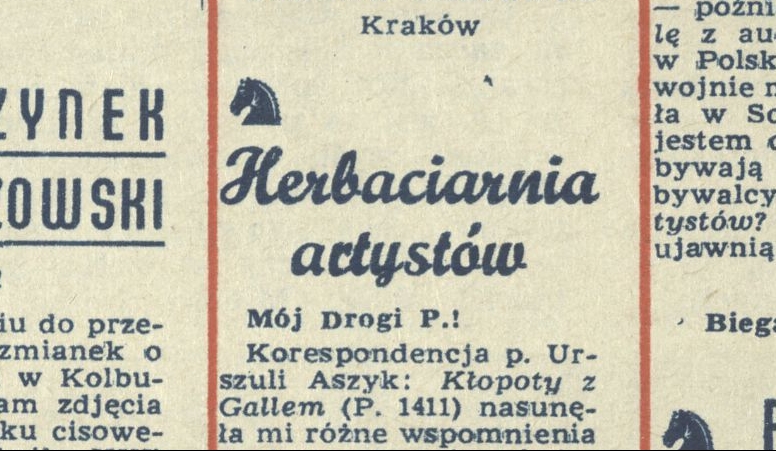 ZYNEK
ZOWSKI
iu do prze-
zmianek o
w Kolbu-
am zdjęcia
ku cisowe-
Kraków
Herbaciarnia
artystów
Mój Drogi P.!
Korespondencja p. Ur-
szuli Aszyk: Kłopoty z
Gallem (P. 1411) nasunę-
ła mi różne wspomnienia
— późni
lę z au
w Polsk
wojnie n
ła w So
jestem
bywają
bywalcy
tystów?
ujawnią
Biega